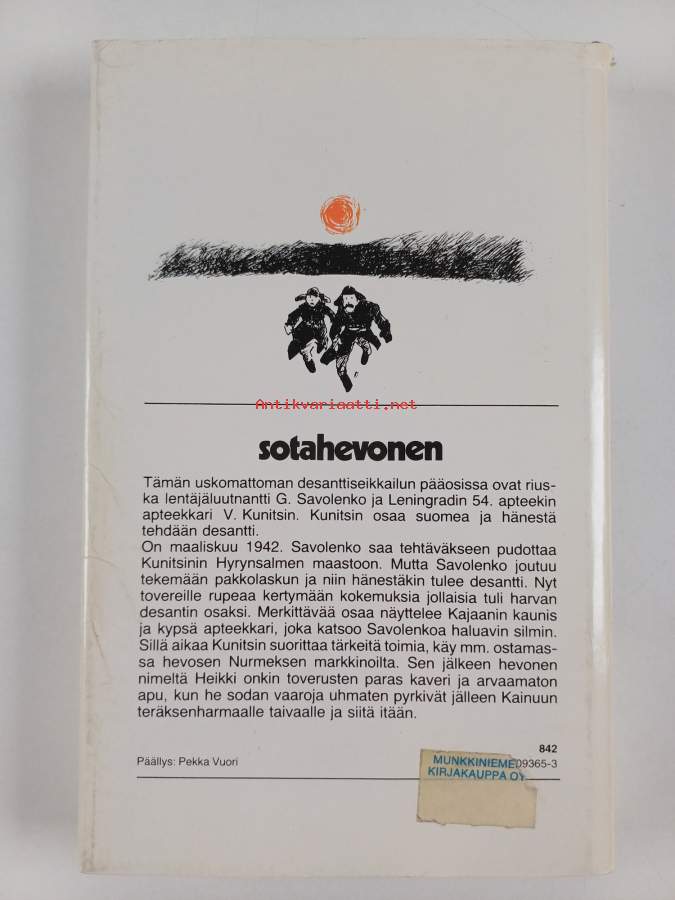 Antikvariaatti.net
sotahevonen
Tämän uskomattoman desanttiseikkailun pääosissa ovat rius-
ka lentäjäluutnantti G. Savolenko ja Leningradin 54. apteekin
apteekkari V. Kunitsin. Kunitsin osaa suomea ja hänestä
tehdään desantti.
On maaliskuu 1942. Savolenko saa tehtäväkseen pudottaa
Kunitsinin Hyrynsalmen maastoon. Mutta Savolenko joutuu
tekemään pakkolaskun ja niin hänestäkin tulee desantti. Nyt
tovereille rupeaa kertymään kokemuksia jollaisia tuli harvan
desantin osaksi. Merkittävää osaa näyttelee Kajaanin kaunis
ja kypsä apteekkari, joka katsoo Savolenkoa haluavin silmin.
Sillä aikaa Kunitsin suorittaa tärkeitä toimia, käy mm. ostamas-
sa hevosen Nurmeksen markkinoilta. Sen jälkeen hevonen
nimeltä Heikki onkin toverusten paras kaveri ja arvaamaton
apu, kun he sodan vaaroja uhmaten pyrkivät jälleen Kainuun
teräksenharmaalle taivaalle ja siitä itään.
842
Päällys: Pekka Vuori
MUNKKINIEME 09365-3
KIRJAKAUPPA OY